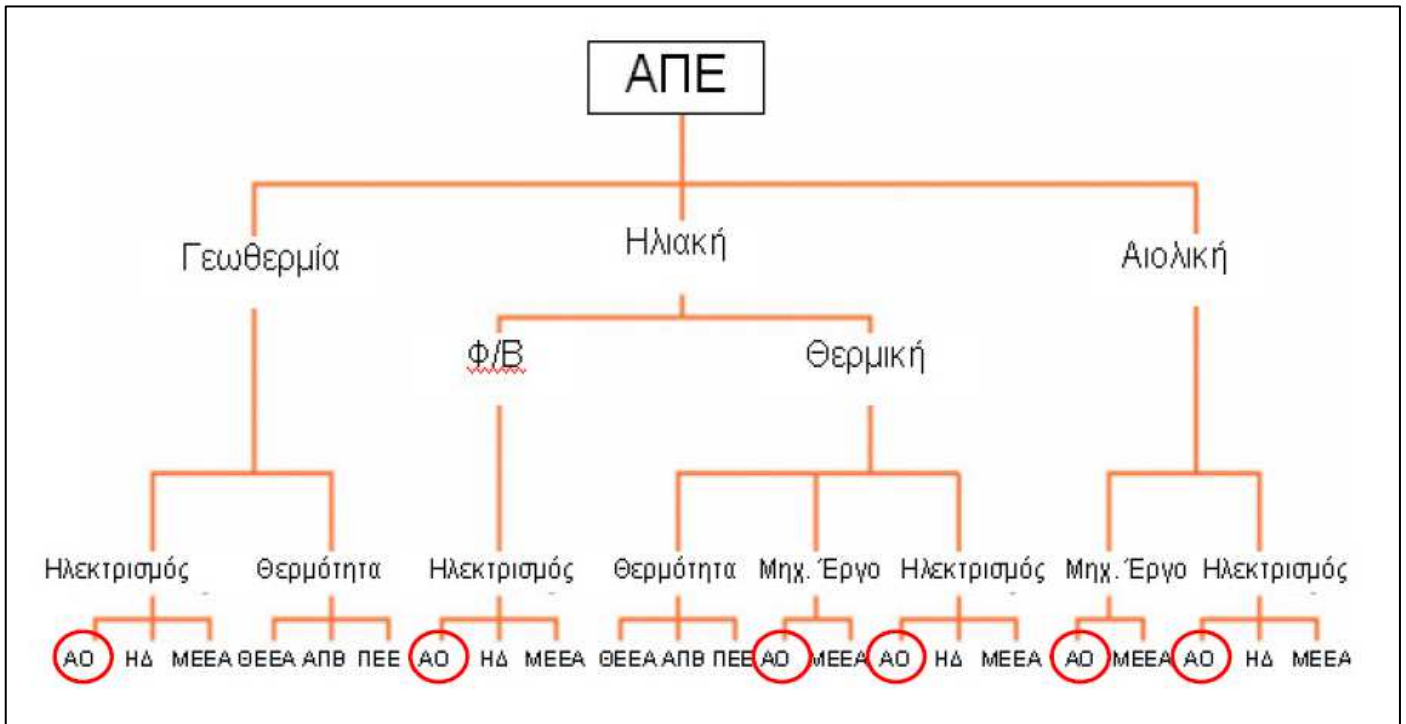 ΑΠΕ
Γεωθερμία Ηλιακή Αιολική
Φ/Β Θερμική
Ηλεκτρισμός Θερμότητα Ηλεκτρισμός Θερμότητα Μηχ. Έργο Ηλεκτρισμός Μηχ. Έργο Ηλεκτρισμός
ΑΟ ΗΔ ΜΕΕΑ ΘΕΕΑ ΑΠΒ ΠΕΕ ΑΟ ΗΔ ΜΕΕΑ ΘΕΕΑ ΑΠΒ ΠΕΕ ΑΟ ΜΕΕΑ ΑΟ ΗΔ ΜΕΕΑ ΑΟ ΜΕΕΑ ΑΟ ΗΔ ΜΕΕΑ